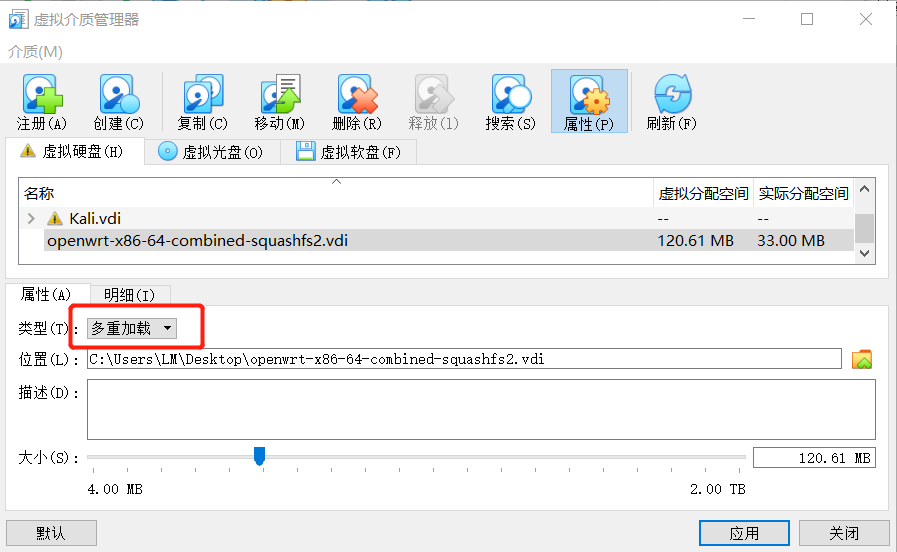 虚拟介质管理器
介质(M)
注册(A) 创建(C) 复制(C) 移动(M) 删除(R) 释放(l) 搜索(S) 属性(P) 刷新(F)
虚拟硬盘(H) 虚拟光盘(O) 虚拟软盘(F)
名称 虚拟分配空间 实际分配空间
Kali.vdi -- --
openwrt-x86-64-combined-squashfs2.vdi 120.61 MB 33.00 MB
属性(A) 明细(I)
类型(T): 多重加载
位置(L): C:\Users\LM\Desktop\openwrt-x86-64-combined-squashfs2.vdi
描述(D):
大小(S): 120.61 MB
4.00 MB 2.00 TB
默认 应用 关闭